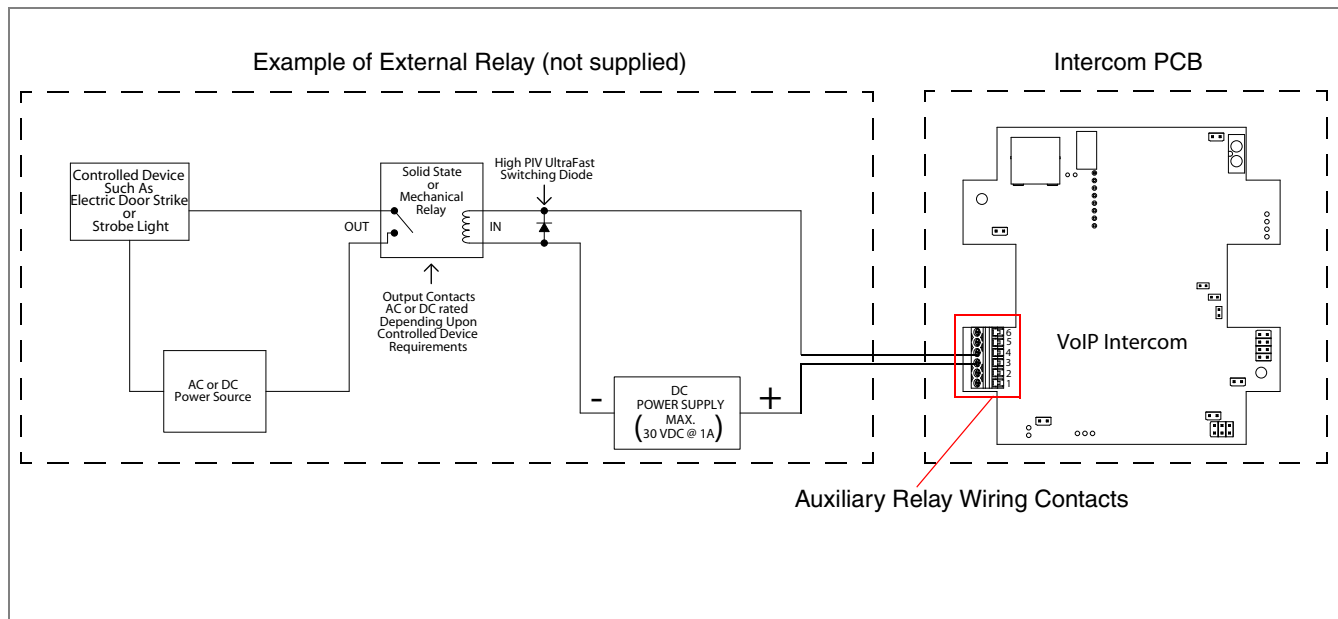 Example of External Relay (not supplied)
Intercom PCB
Controlled Device
Such As
Electric Door Strike
or
Strobe Light
Solid State
or
Mechanical
Relay
High PIV UltraFast
Switching Diode
OUT
IN
Output Contacts
AC or DC rated
Depending Upon
Controlled Device
Requirements
AC or DC
Power Source
-
DC
POWER SUPPLY
MAX.
(30 VDC @ 1A)
+
6
5
4
3
2
1
VoIP Intercom
Auxiliary Relay Wiring Contacts